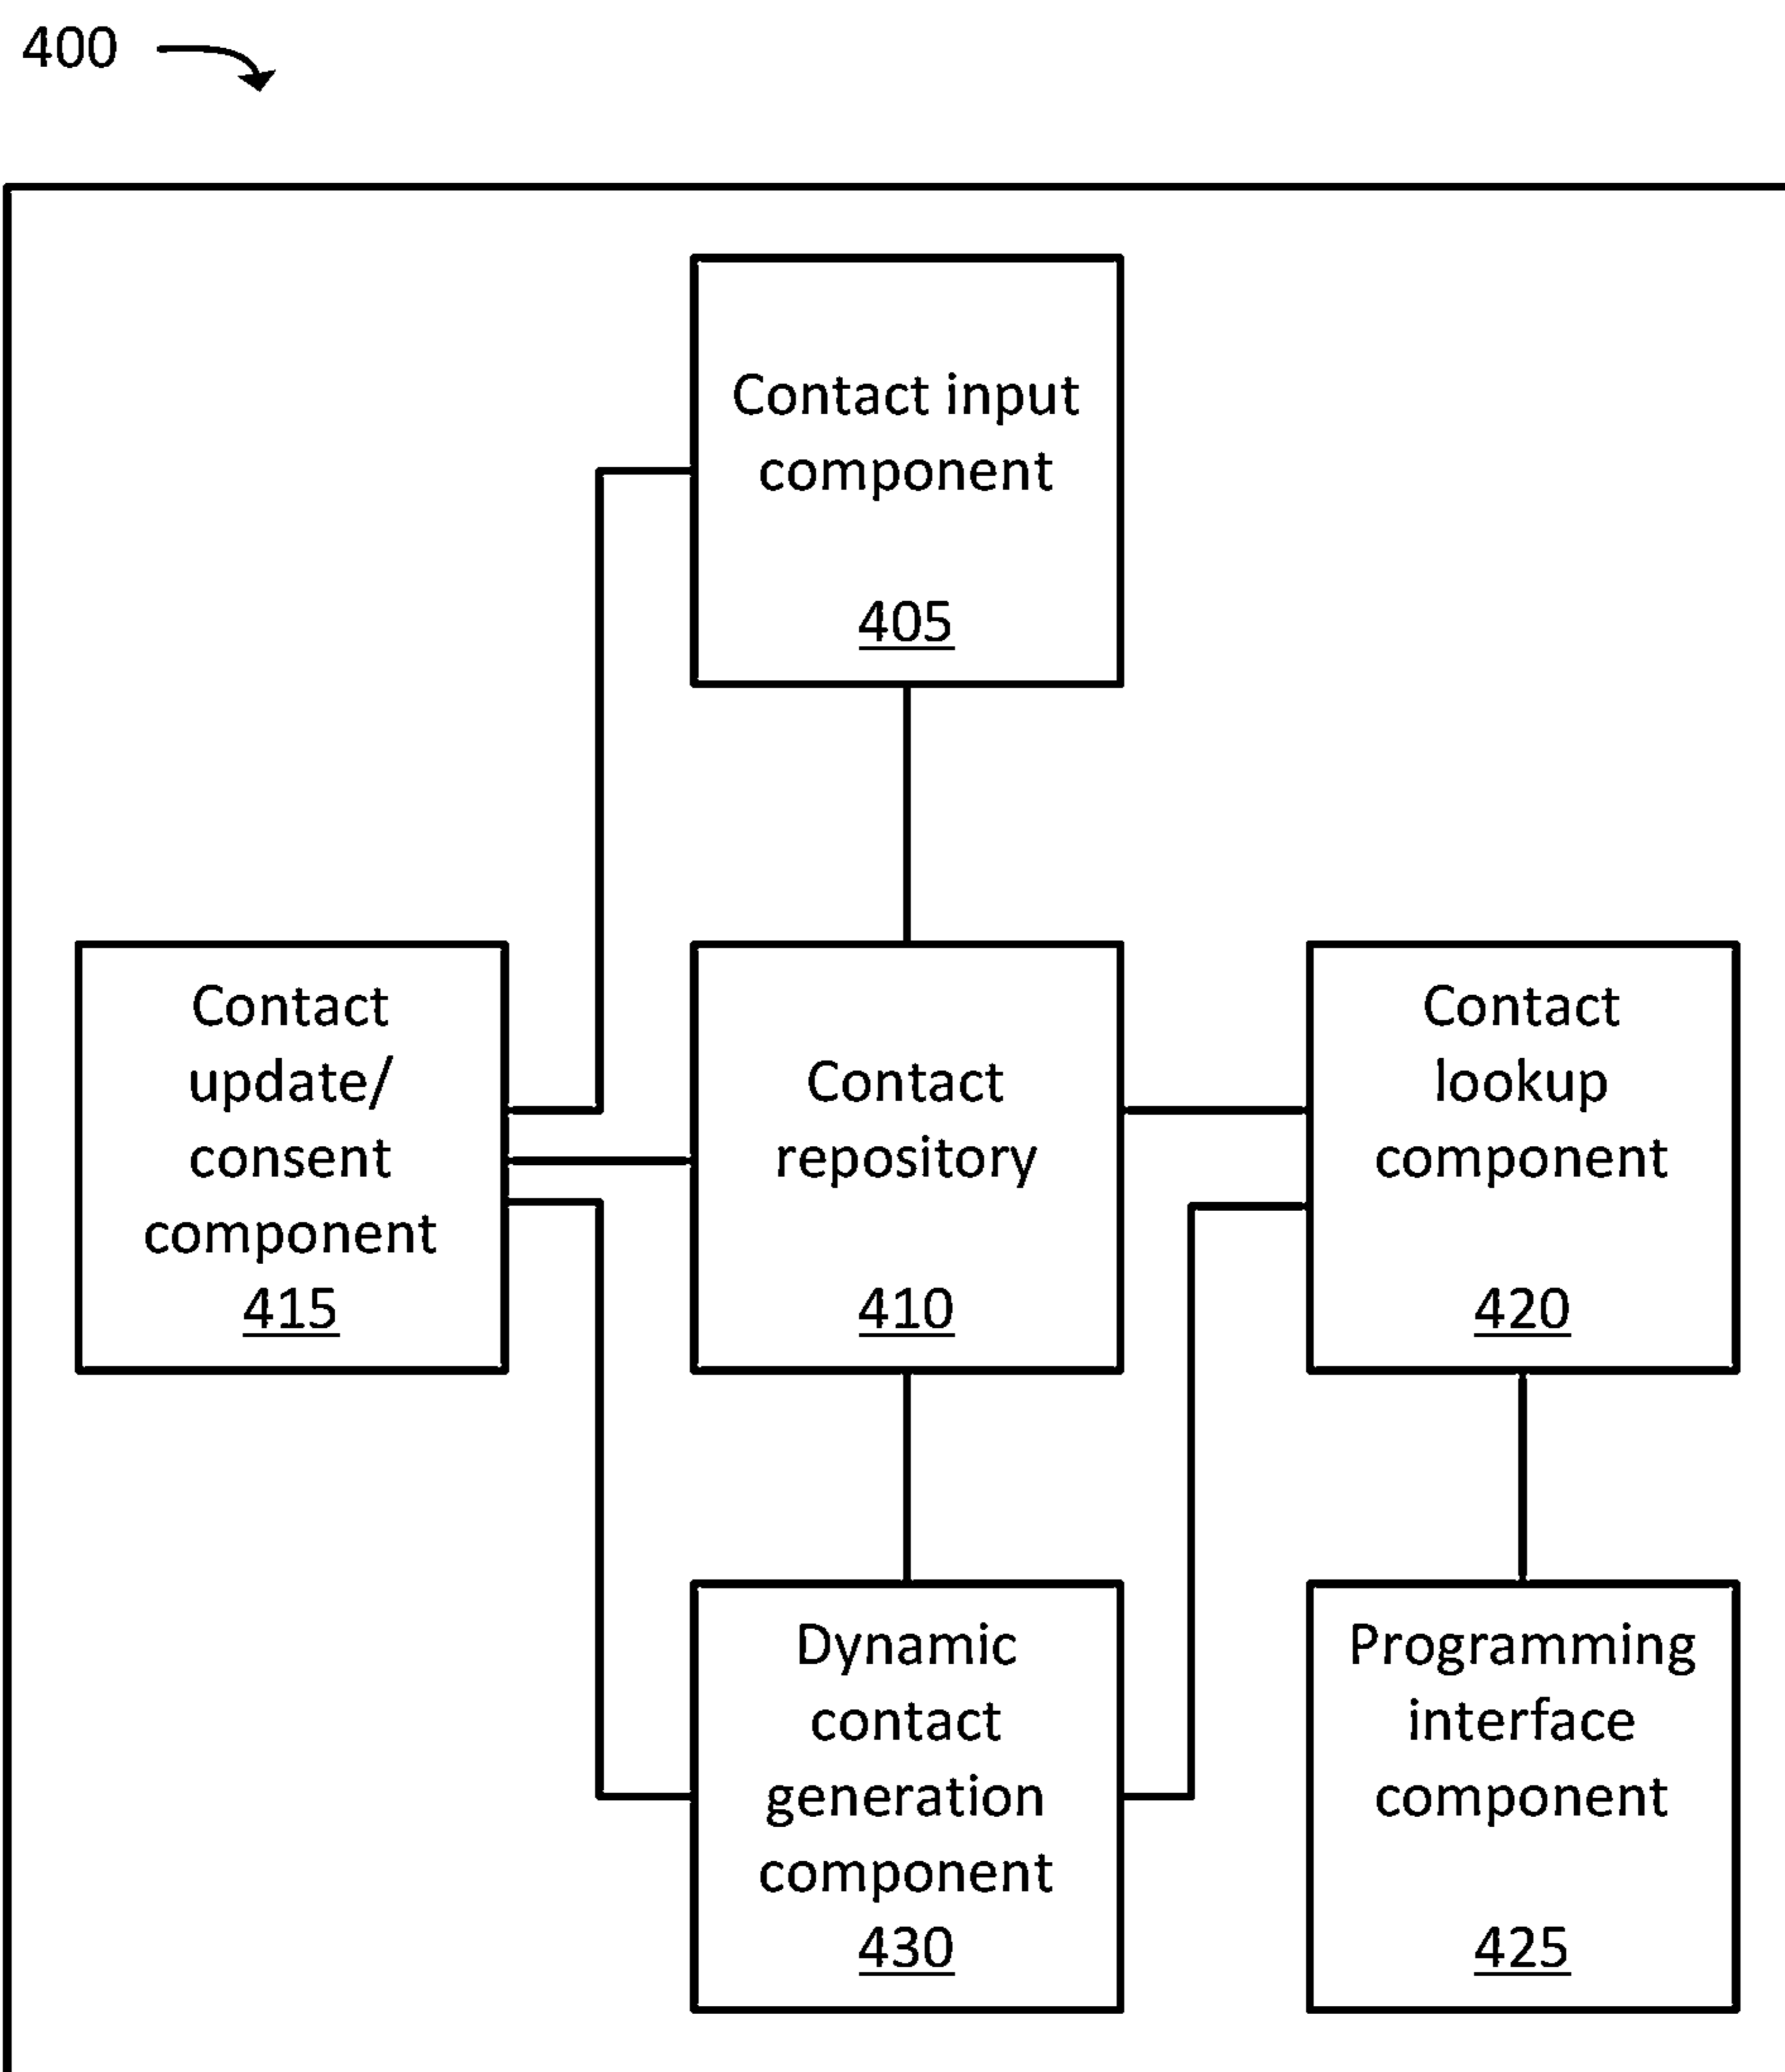 400
Contact input
component
405
Contact
update/
consent
component
415
Contact
repository
410
Contact
lookup
component
420
Dynamic
contact
generation
component
430
Programming
interface
component
425